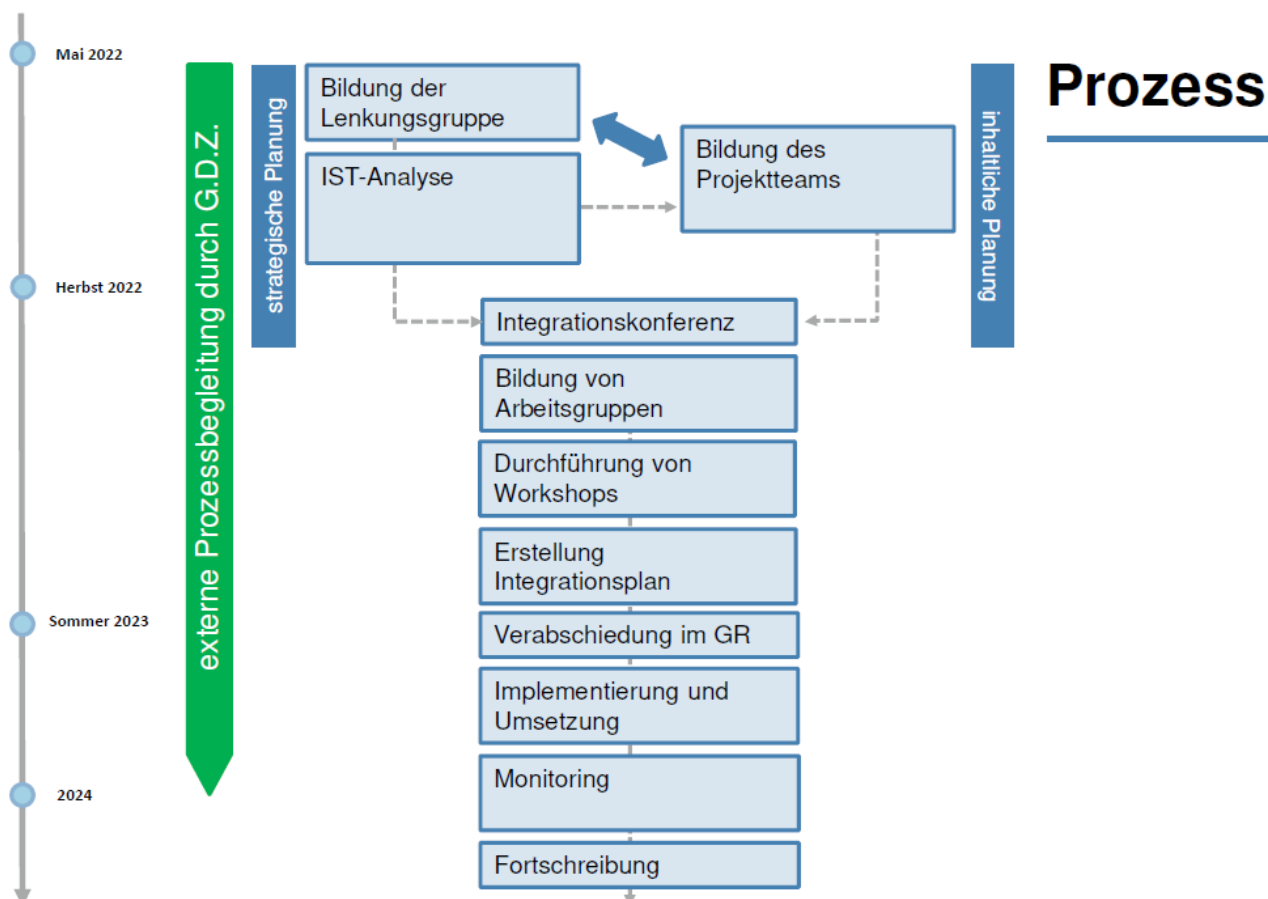 Prozess
Mai 2022
Herbst 2022
Sommer 2023
2024
externe Prozessbegleitung durch G.D.Z.
strategische Planung
Bildung der
Lenkungsgruppe
IST-Analyse
Bildung des
Projektteams
inhaltliche Planung
Integrationskonferenz
Bildung von
Arbeitsgruppen
Durchführung von
Workshops
Erstellung
Integrationsplan
Verabschiedung im GR
Implementierung und
Umsetzung
Monitoring
Fortschreibung